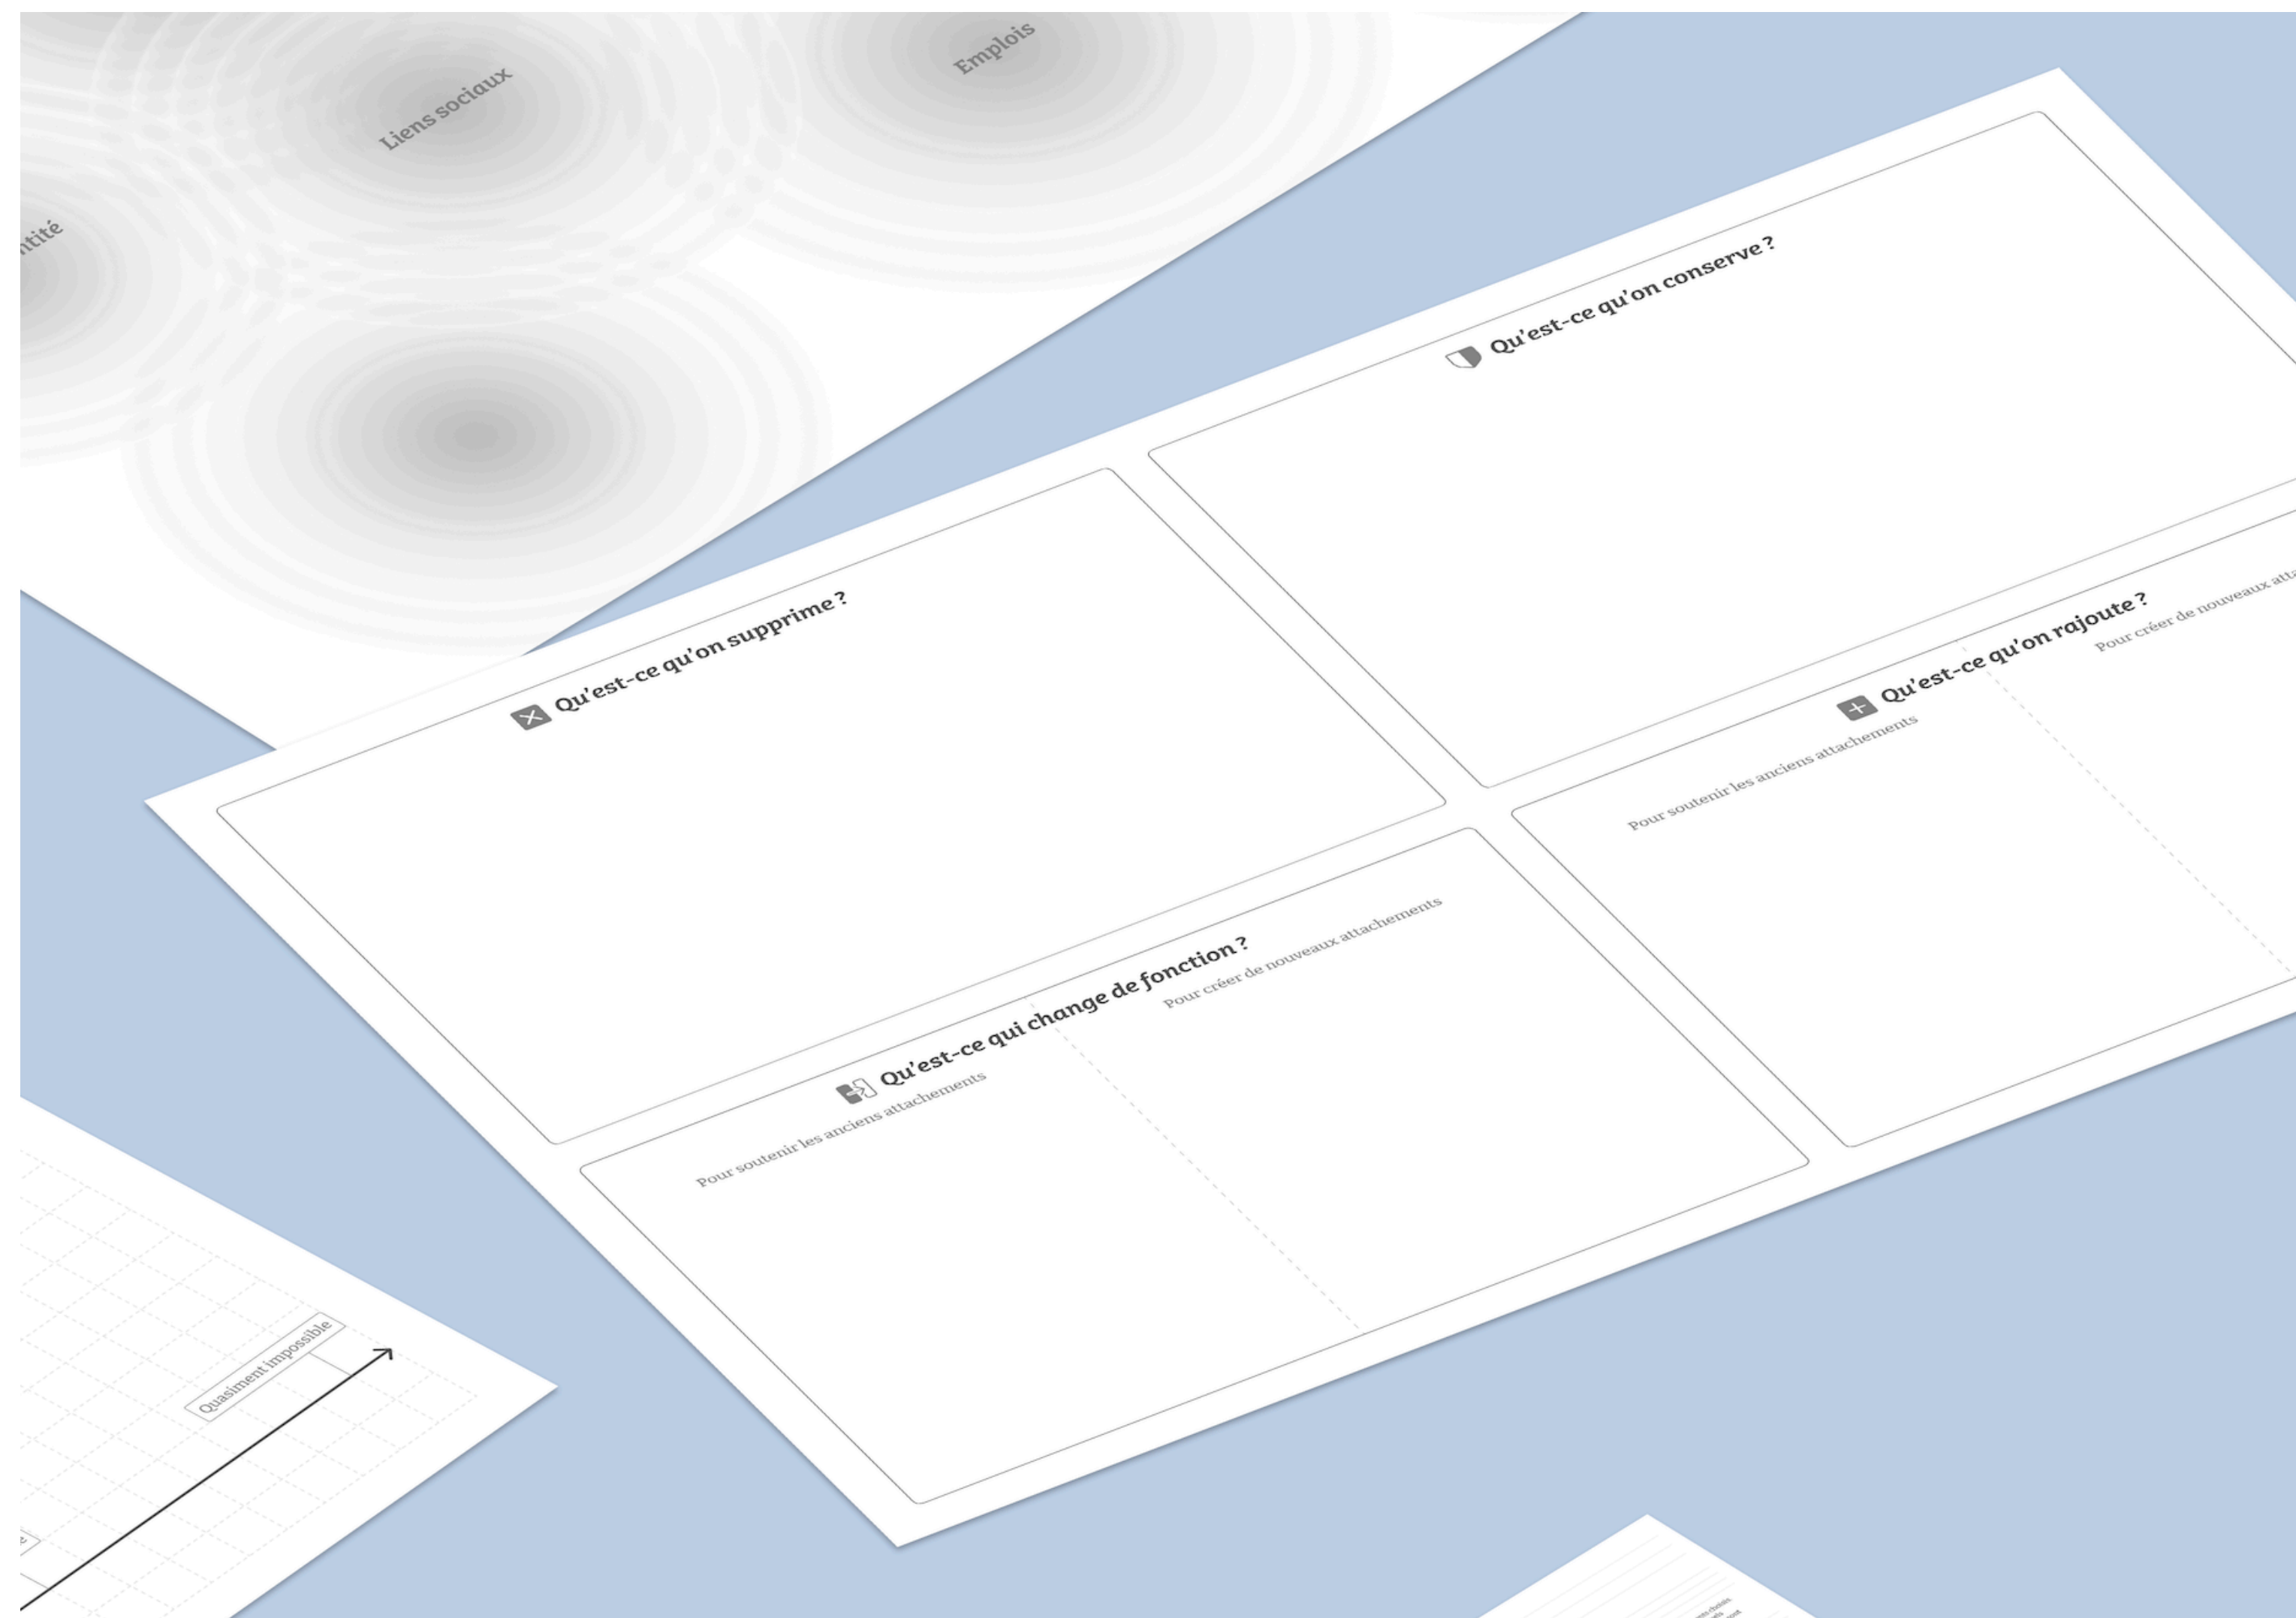 Emplois
Liens sociaux
ntité
Qu’est-ce qu’on conserve ?
Qu’est-ce qu’on supprime ?
Qu’est-ce qu’on rajoute ?
Pour soutenir les anciens attachements
Pour créer de nouveaux atta
Qu’est-ce qui change de fonction ?
Pour soutenir les anciens attachements
Pour créer de nouveaux attachements
Quasiment impossible